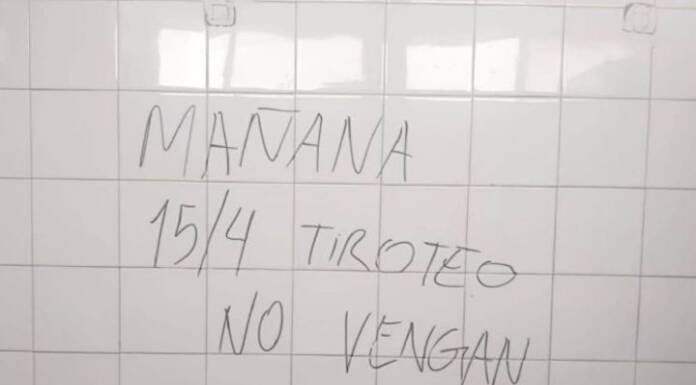 MAÑANA
15/4 TIROTEO
NO VENGAN